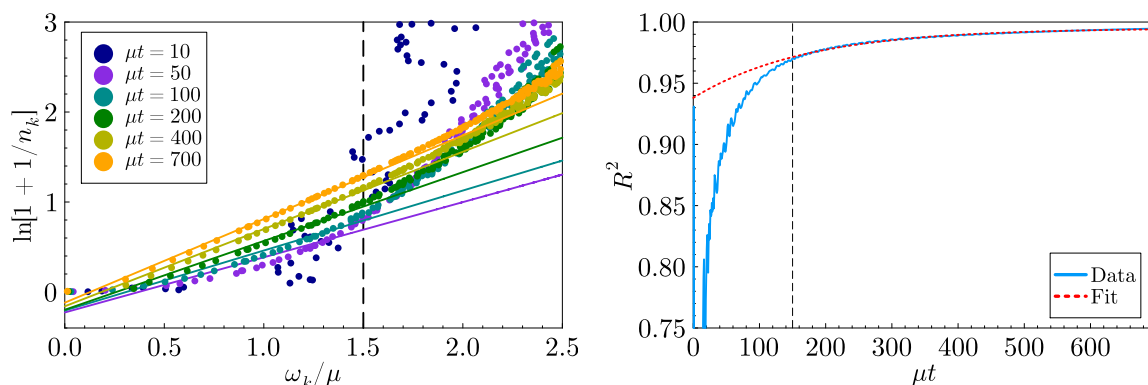 3
2
1
0
ln[1 + 1/n_k]
μt = 10
μt = 50
μt = 100
μt = 200
μt = 400
μt = 700
0.0 0.5 1.0 1.5 2.0 2.5
ω_k/μ
1.00
0.95
0.90
0.85
0.80
0.75
R²
Data
Fit
0 100 200 300 400 500 600
μt